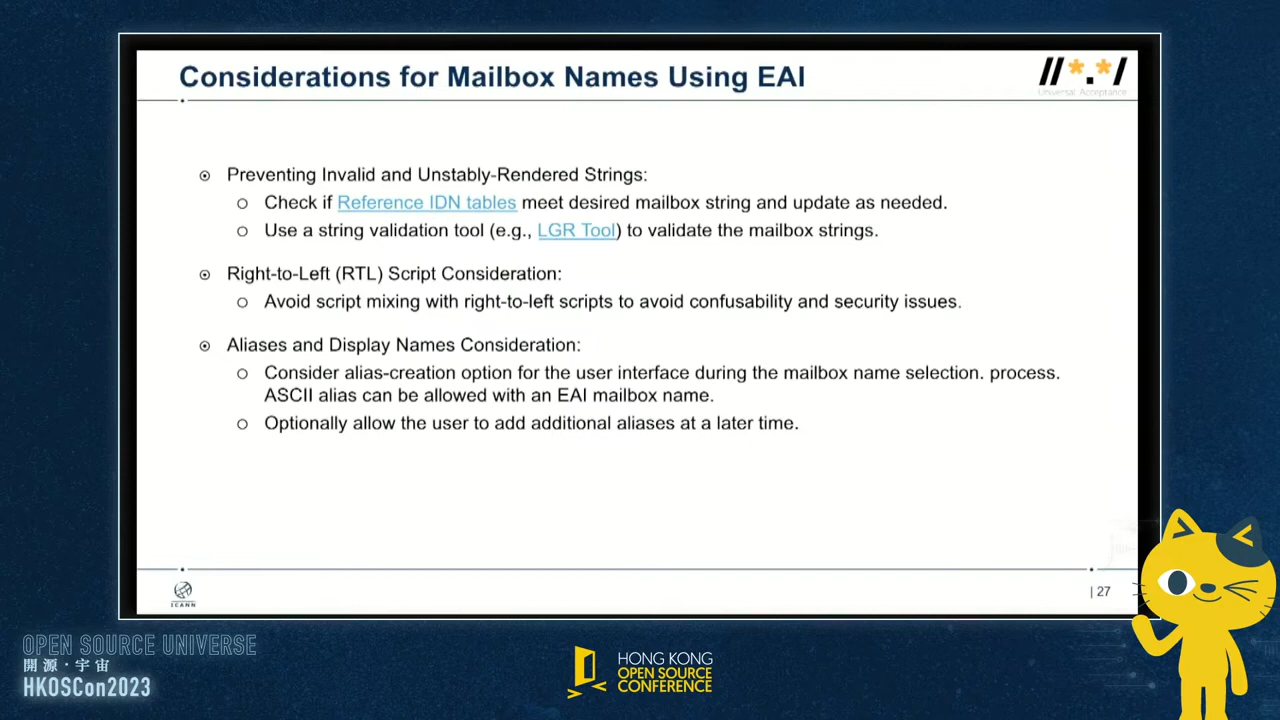 Considerations for Mailbox Names Using EAI
//*.*/
Universal Acceptance
Preventing Invalid and Unstably-Rendered Strings:
Check if Reference IDN tables meet desired mailbox string and update as needed.
Use a string validation tool (e.g., LGR Tool) to validate the mailbox strings.
Right-to-Left (RTL) Script Consideration:
Avoid script mixing with right-to-left scripts to avoid confusability and security issues.
Aliases and Display Names Consideration:
Consider alias-creation option for the user interface during the mailbox name selection. process.
ASCII alias can be allowed with an EAI mailbox name.
Optionally allow the user to add additional aliases at a later time.
ICANN
| 27
OPEN SOURCE UNIVERSE
開源·宇宙
HKOSCon2023
HONG KONG
OPEN SOURCE
CONFERENCE